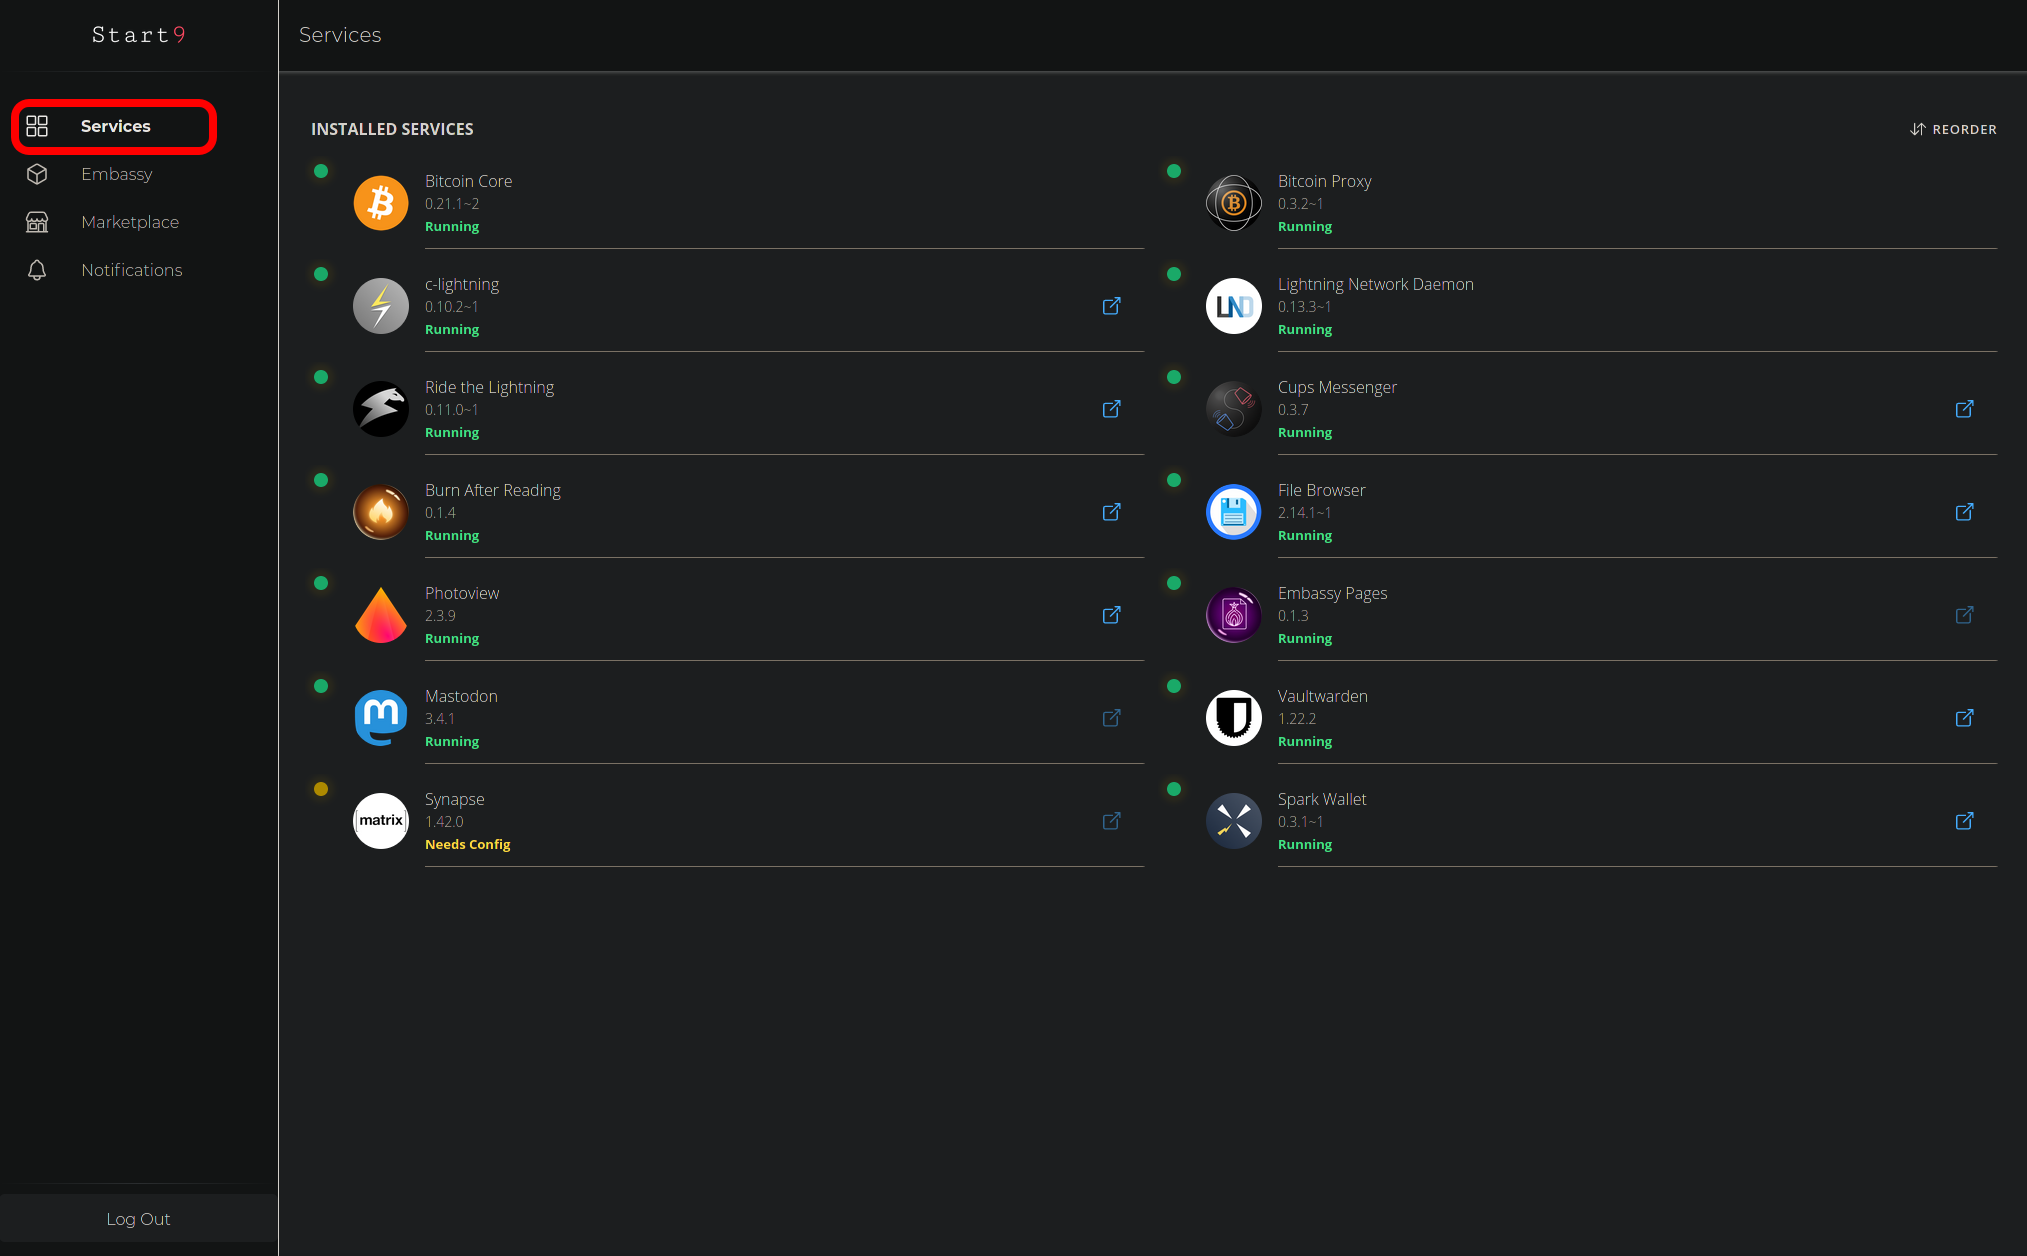 Start9
Services
Services
Embassy
Marketplace
Notifications
INSTALLED SERVICES
REORDER
Bitcoin Core
0.21.1~2
Running
Bitcoin Proxy
0.3.2~1
Running
c-lightning
0.10.2~1
Running
LND
Lightning Network Daemon
0.13.3~1
Running
Ride the Lightning
0.11.0~1
Running
Cups Messenger
0.3.7
Running
Burn After Reading
0.1.4
Running
File Browser
2.14.1~1
Running
Photoview
2.3.9
Running
Embassy Pages
0.1.3
Running
Mastodon
3.4.1
Running
Vaultwarden
1.22.2
Running
[matrix]
Synapse
1.42.0
Needs Config
Spark Wallet
0.3.1~1
Running
Log Out